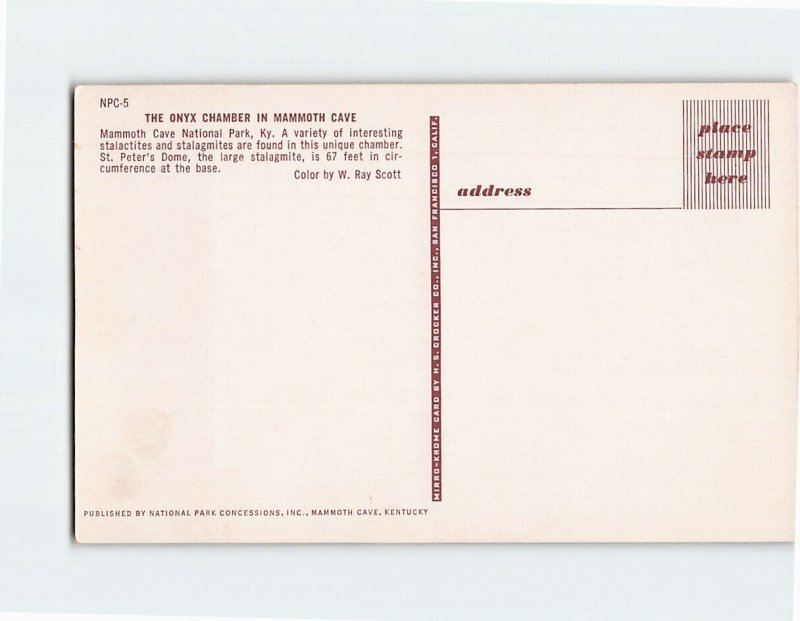 NPC-5
THE ONYX CHAMBER IN MAMMOTH CAVE
Mammoth Cave National Park, Ky. A variety of interesting
stalactites and stalagmites are found in this unique chamber.
St. Peter's Dome, the large stalagmite, is 67 feet in cir-
cumference at the base.
Color by W. Ray Scott
PUBLISHED BY NATIONAL PARK CONCESSIONS, INC., MAMMOTH CAVE, KENTUCKY
MIRRO-KROME CARD BY H. S. CROCKER CO., INC., SAN FRANCISCO 1, CALIF.
address
place
stamp
here